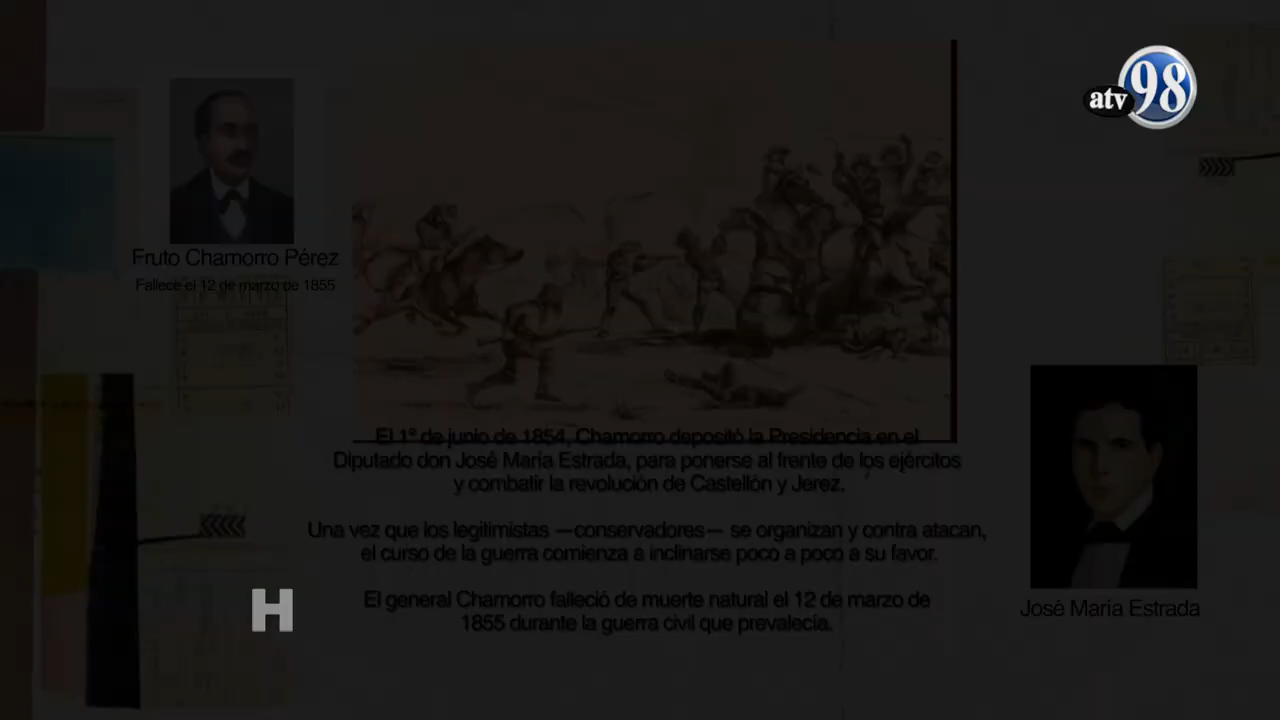 atv 98
Fruto Chamorro Pérez
Fallece el 12 de marzo de 1855
El 1° de junio de 1854, Chamorro depositó la Presidencia en el
Diputado don José María Estrada, para ponerse al frente de los ejércitos
y combatir la revolución de Castellón y Jerez.
Una vez que los legitimistas —conservadores— se organizan y contra atacan,
el curso de la guerra comienza a inclinarse poco a poco a su favor.
El general Chamorro falleció de muerte natural el 12 de marzo de
1855 durante la guerra civil que prevalecía.
José María Estrada
H